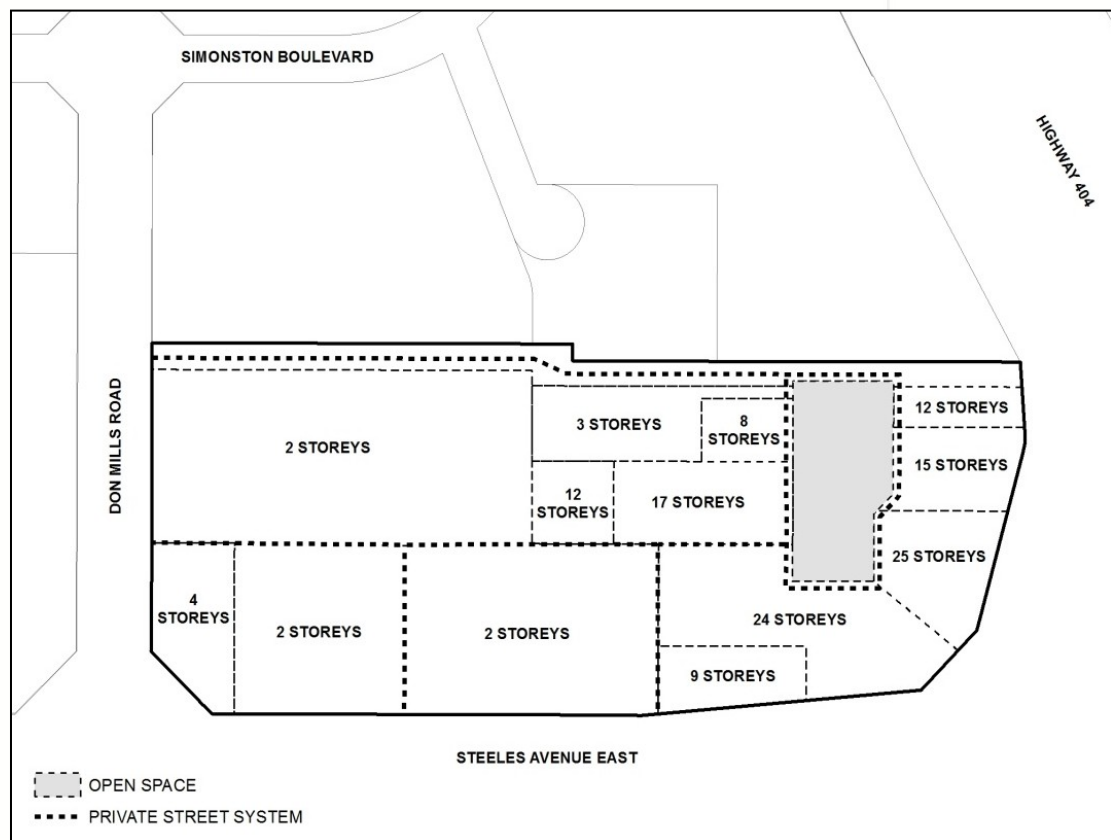 SIMONSTON BOULEVARD
HIGHWAY 404
DON MILLS ROAD
2 STOREYS
3 STOREYS
8
STOREYS
12 STOREYS
15 STOREYS
12
STOREYS
17 STOREYS
25 STOREYS
4
STOREYS
2 STOREYS
2 STOREYS
24 STOREYS
9 STOREYS
STEELES AVENUE EAST
OPEN SPACE
PRIVATE STREET SYSTEM